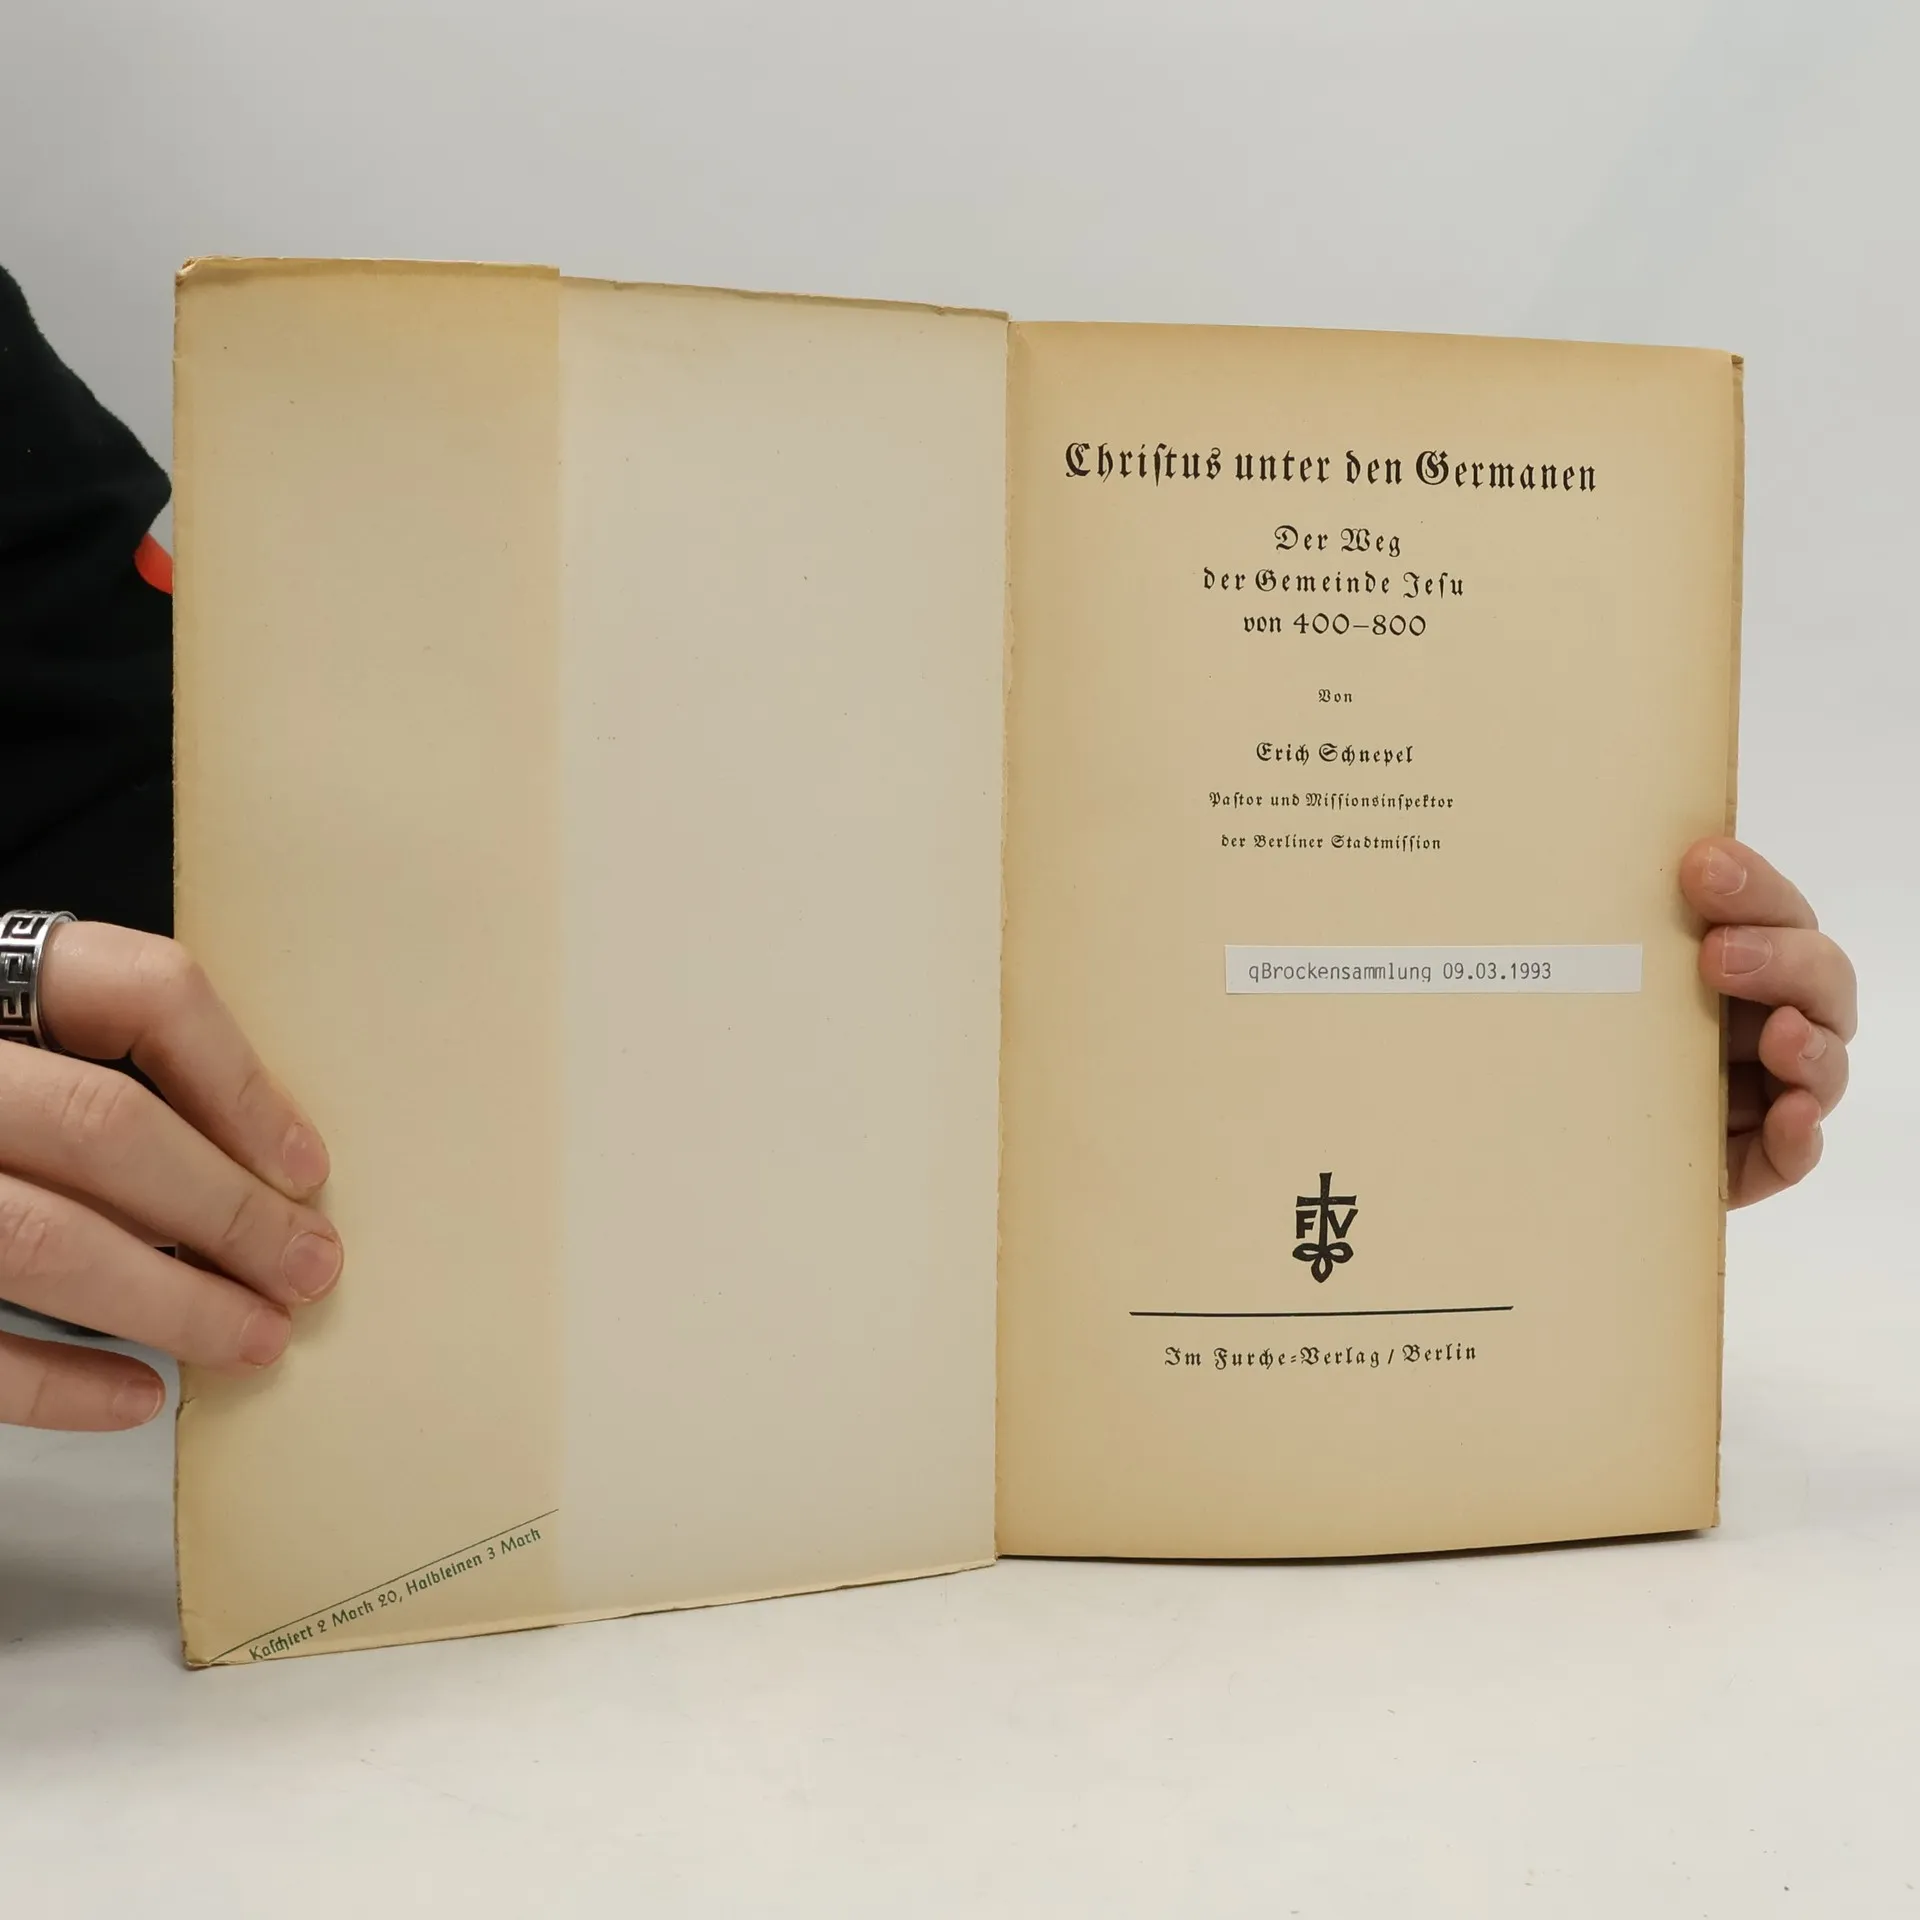 Kaſchiert 2 Mark 20, Halbleinen 3 Mark
Chriſtus unter den Germanen
Der Weg
der Gemeinde Jeſu
von 400–800
Von
Erich Schnepel
Paſtor und Miſſionsinſpektor
der Berliner Stadtmiſſion
qBrockensammlung 09.03.1993
FV
Im Furche-Verlag / Berlin